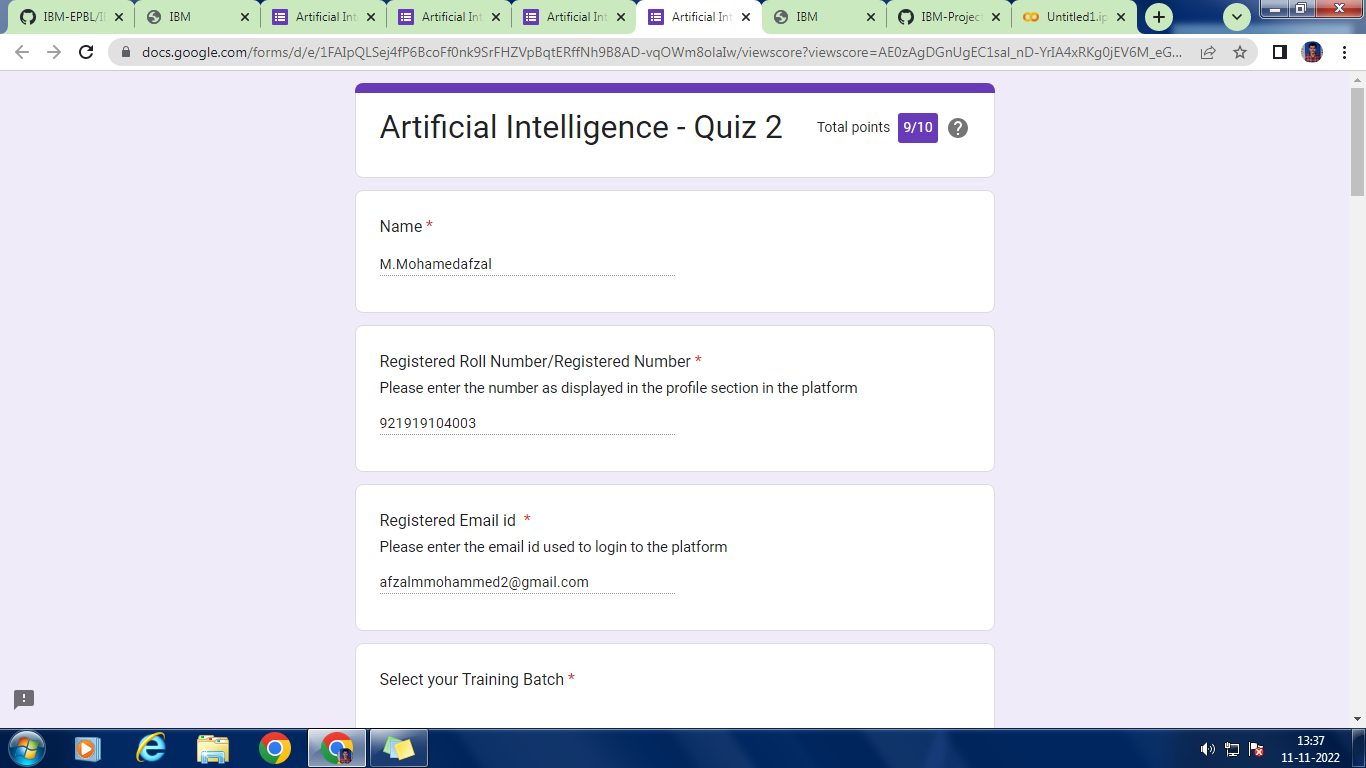 IBM-EPBL/I
IBM
Artificial Int
Artificial Int
Artificial Int
Artificial Int
IBM
IBM-Project
Untitled1.ip
docs.google.com/forms/d/e/1FAIpQLSej4fP6BcoFf0nk9SrFHZVpBqtERffNh9B8AD-vqOWm8oIaIw/viewscore?viewscore=AE0zAgDGnUgEC1sal_nD-YrIA4xRKg0jEV6M_eG...
Artificial Intelligence - Quiz 2
Total points 9/10
Name *
M.Mohamedafzal
Registered Roll Number/Registered Number *
Please enter the number as displayed in the profile section in the platform
921919104003
Registered Email id *
Please enter the email id used to login to the platform
afzalmmohammed2@gmail.com
Select your Training Batch *
13:37
11-11-2022